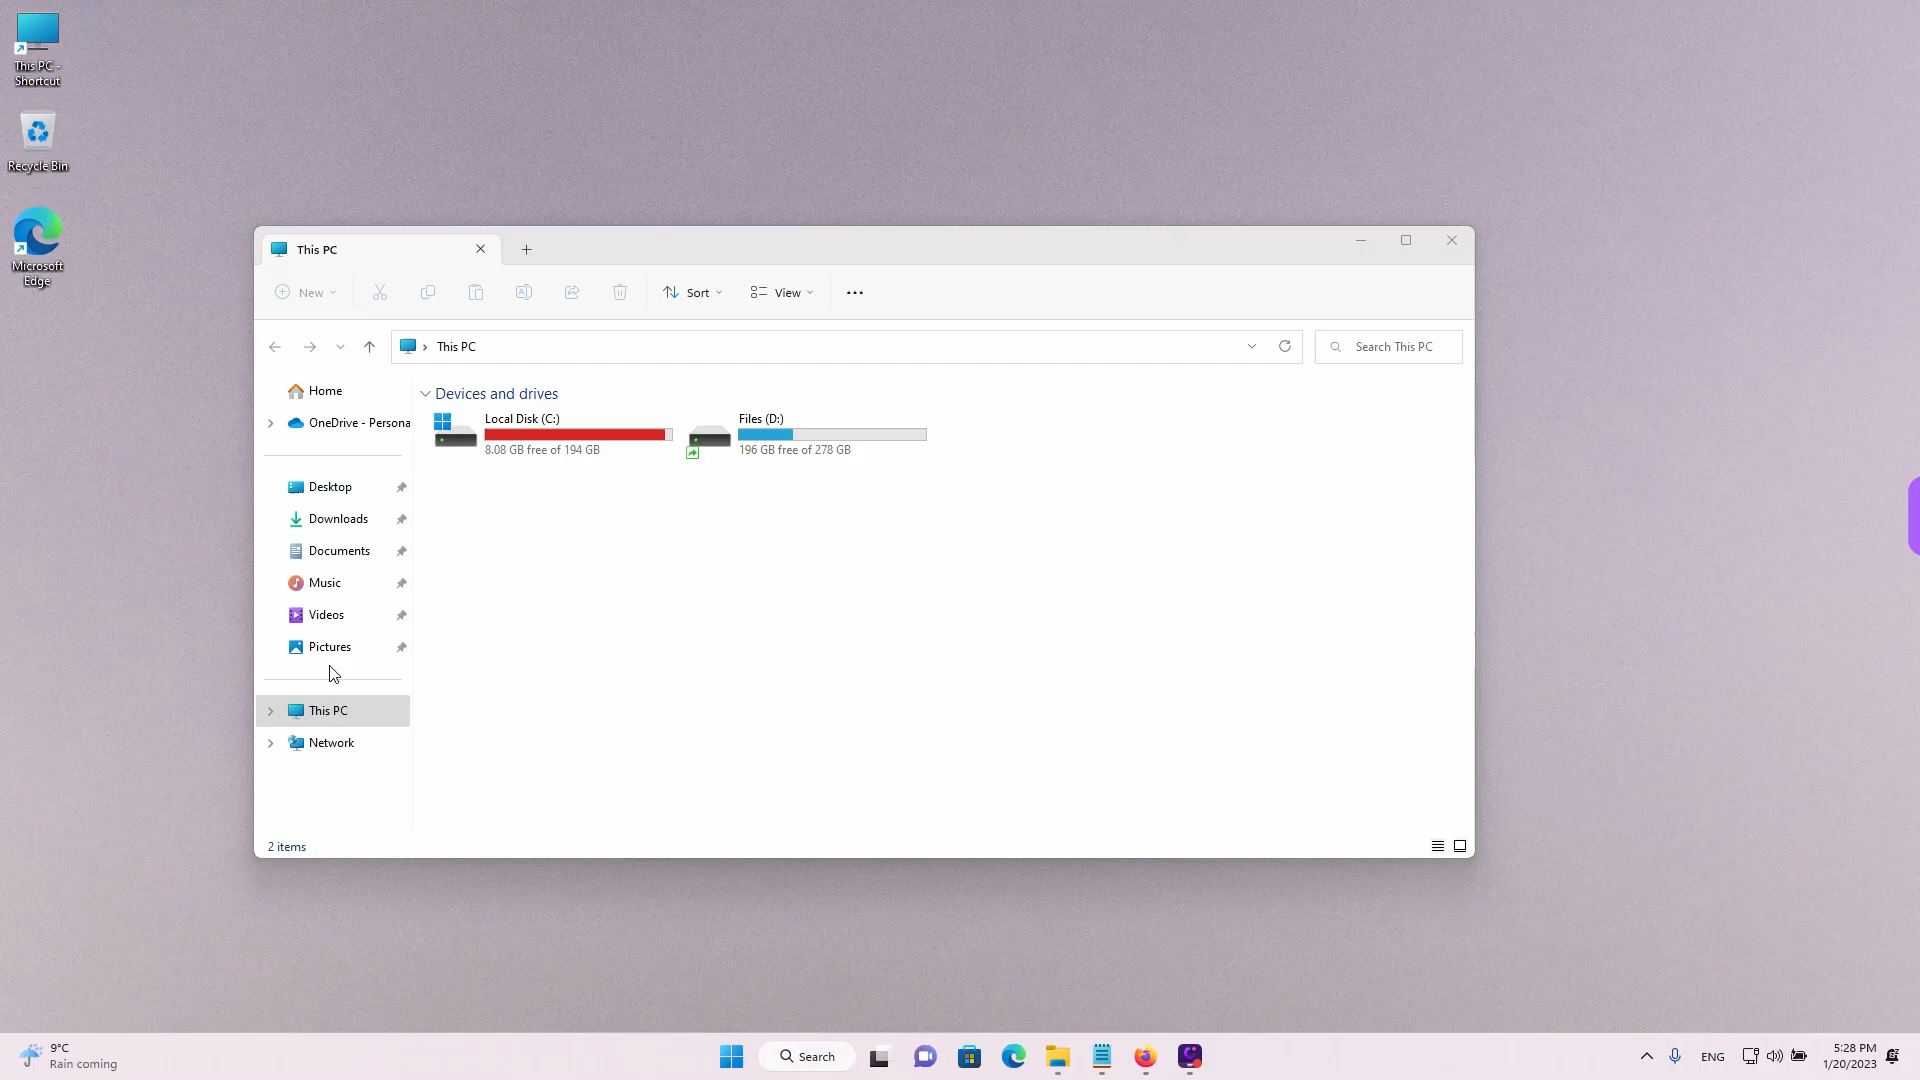 This PC -
Shortcut
Recycle Bin
Microsoft
Edge
This PC
New
Sort
View
This PC
Search This PC
Home
OneDrive - Persona
Desktop
Downloads
Documents
Music
Videos
Pictures
This PC
Network
Devices and drives
Local Disk (C:)
8.08 GB free of 194 GB
Files (D:)
196 GB free of 278 GB
2 items
9°C
Rain coming
Search
ENG
5:28 PM
1/20/2023